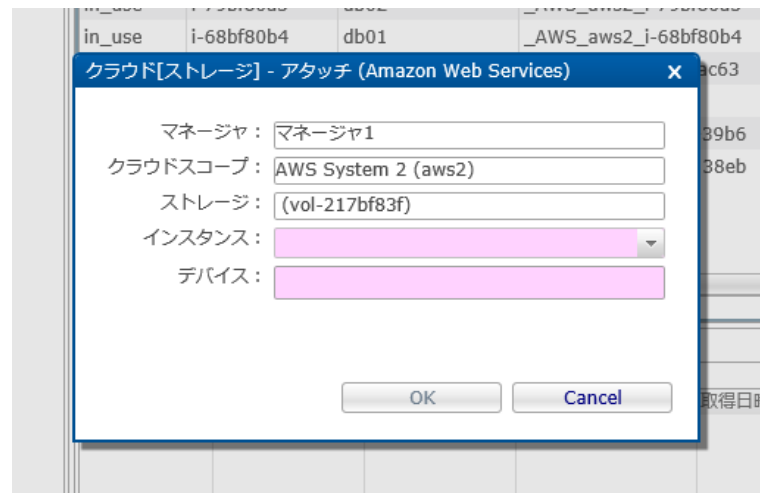 in_use i-68bf80b4 db01 _AWS_aws2_i-68bf80b4
クラウド[ストレージ] - アタッチ (Amazon Web Services) x
ac63
マネージャ： マネージャ1
39b6
クラウドスコープ： AWS System 2 (aws2)
38eb
ストレージ： (vol-217bf83f)
インスタンス：
デバイス：
OK Cancel
取得日時